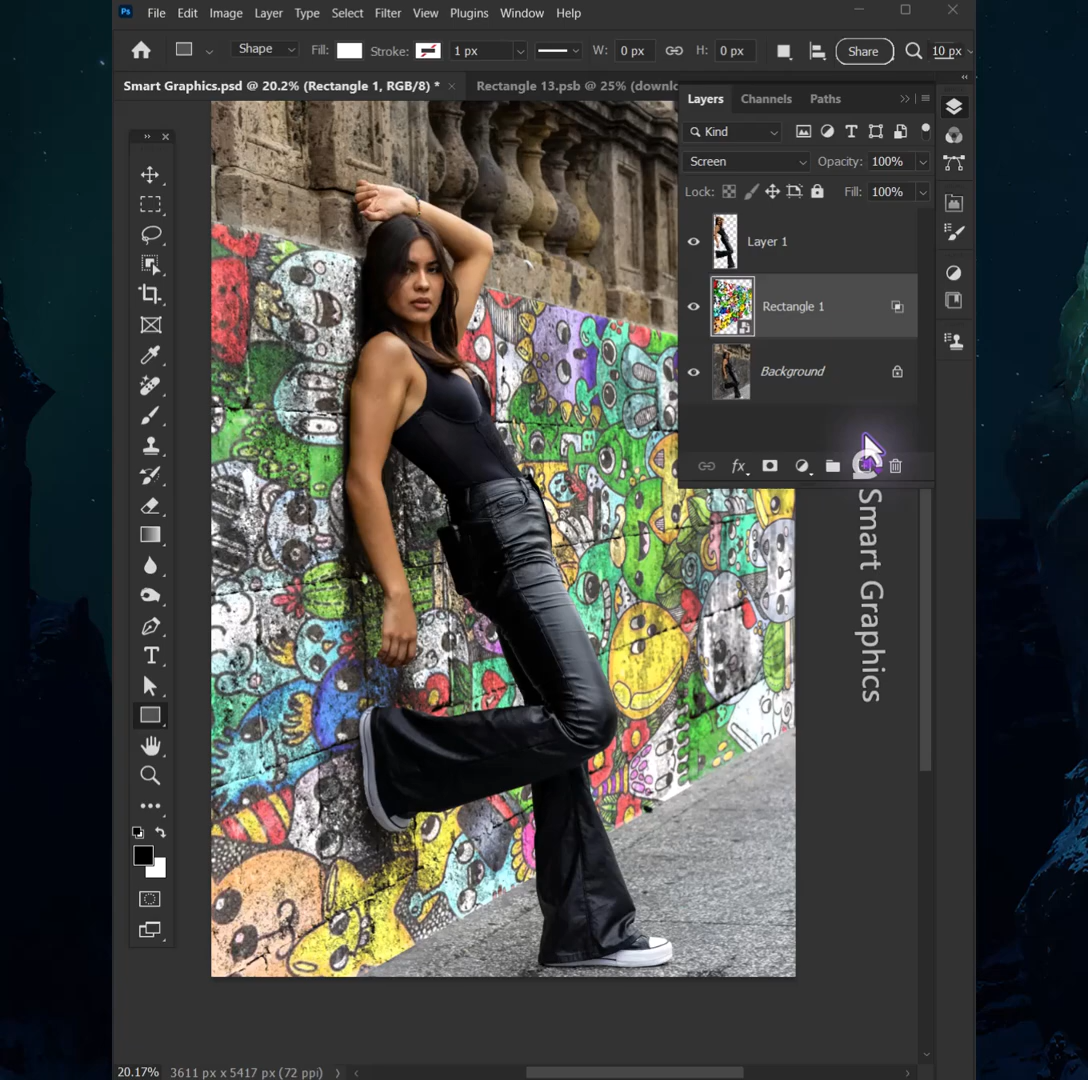 Ps File Edit Image Layer Type Select Filter View Plugins Window Help
Shape Fill: Stroke: 1 px W: 0 px H: 0 px Share 10 px
Smart Graphics.psd @ 20.2% (Rectangle 1, RGB/8) * × Rectangle 13.psb @ 25% (downlo
Layers Channels Paths
Kind
Screen Opacity: 100%
Lock: Fill: 100%
Layer 1
Rectangle 1
Background
fx
Smart Graphics
20.17% 3611 px x 5417 px (72 ppi)